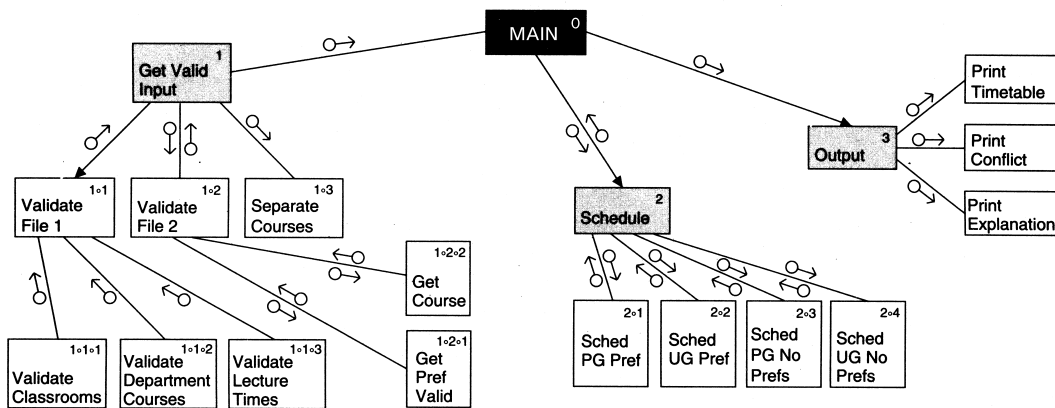 0
MAIN
1
Get Valid
Input
3
Output
Print
Timetable
Print
Conflict
Print
Explanation
1∘1
Validate
File 1
1∘2
Validate
File 2
1∘3
Separate
Courses
2
Schedule
1∘2∘2
Get
Course
1∘1∘1
Validate
Classrooms
1∘1∘2
Validate
Department
Courses
1∘1∘3
Validate
Lecture
Times
1∘2∘1
Get
Pref
Valid
2∘1
Sched
PG Pref
2∘2
Sched
UG Pref
2∘3
Sched
PG No
Prefs
2∘4
Sched
UG No
Prefs